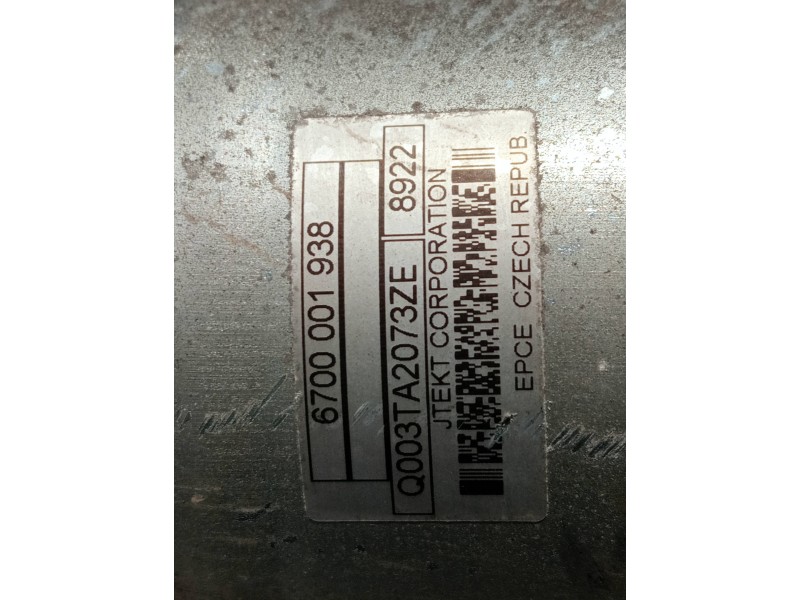 6700 001 938
Q003TA2073ZE 8922
JTEKT CORPORATION
EPCE CZECH REPUB.